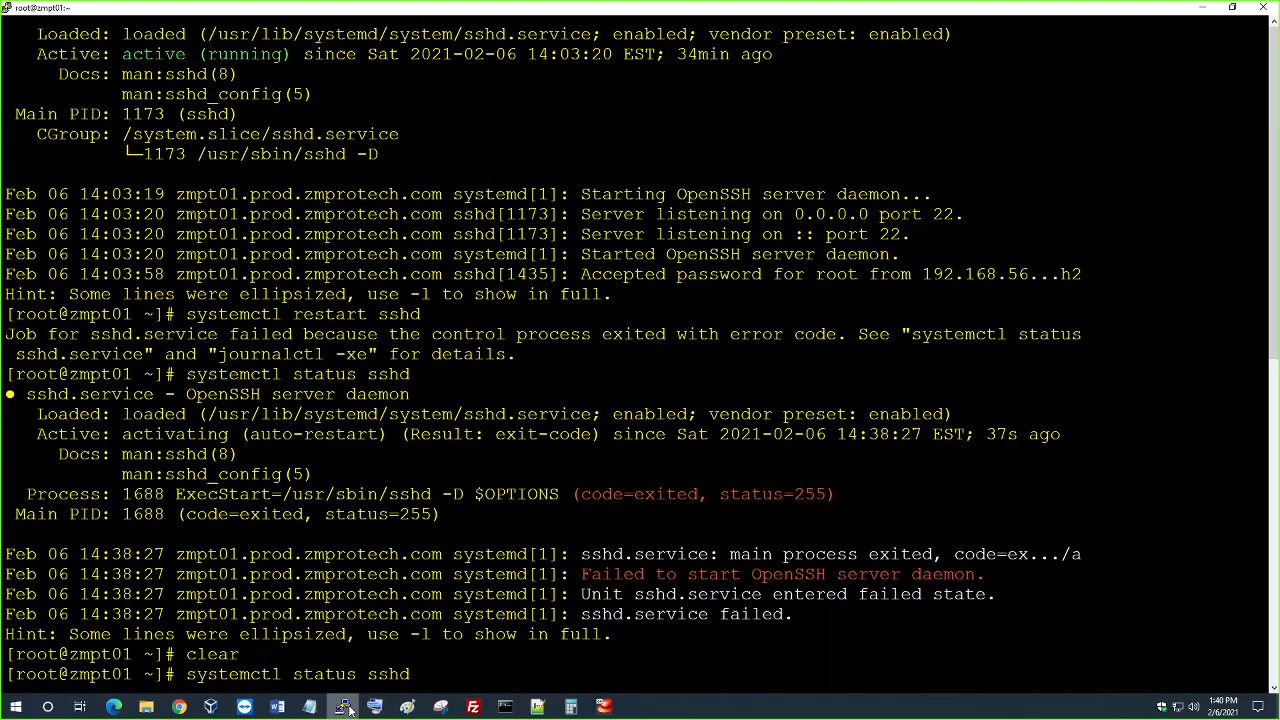 root@zmpt01:~
Loaded: loaded (/usr/lib/systemd/system/sshd.service; enabled; vendor preset: enabled)
Active: active (running) since Sat 2021-02-06 14:03:20 EST; 34min ago
Docs: man:sshd(8)
man:sshd_config(5)
Main PID: 1173 (sshd)
CGroup: /system.slice/sshd.service
└─1173 /usr/sbin/sshd -D
Feb 06 14:03:19 zmpt01.prod.zmprotech.com systemd[1]: Starting OpenSSH server daemon...
Feb 06 14:03:20 zmpt01.prod.zmprotech.com sshd[1173]: Server listening on 0.0.0.0 port 22.
Feb 06 14:03:20 zmpt01.prod.zmprotech.com sshd[1173]: Server listening on :: port 22.
Feb 06 14:03:20 zmpt01.prod.zmprotech.com systemd[1]: Started OpenSSH server daemon.
Feb 06 14:03:58 zmpt01.prod.zmprotech.com sshd[1435]: Accepted password for root from 192.168.56...h2
Hint: Some lines were ellipsized, use -l to show in full.
[root@zmpt01 ~]# systemctl restart sshd
Job for sshd.service failed because the control process exited with error code. See "systemctl status
sshd.service" and "journalctl -xe" for details.
[root@zmpt01 ~]# systemctl status sshd
● sshd.service - OpenSSH server daemon
Loaded: loaded (/usr/lib/systemd/system/sshd.service; enabled; vendor preset: enabled)
Active: activating (auto-restart) (Result: exit-code) since Sat 2021-02-06 14:38:27 EST; 37s ago
Docs: man:sshd(8)
man:sshd_config(5)
Process: 1688 ExecStart=/usr/sbin/sshd -D $OPTIONS (code=exited, status=255)
Main PID: 1688 (code=exited, status=255)
Feb 06 14:38:27 zmpt01.prod.zmprotech.com systemd[1]: sshd.service: main process exited, code=ex.../a
Feb 06 14:38:27 zmpt01.prod.zmprotech.com systemd[1]: Failed to start OpenSSH server daemon.
Feb 06 14:38:27 zmpt01.prod.zmprotech.com systemd[1]: Unit sshd.service entered failed state.
Feb 06 14:38:27 zmpt01.prod.zmprotech.com systemd[1]: sshd.service failed.
Hint: Some lines were ellipsized, use -l to show in full.
[root@zmpt01 ~]# clear
[root@zmpt01 ~]# systemctl status sshd
1:40 PM
2/6/2021